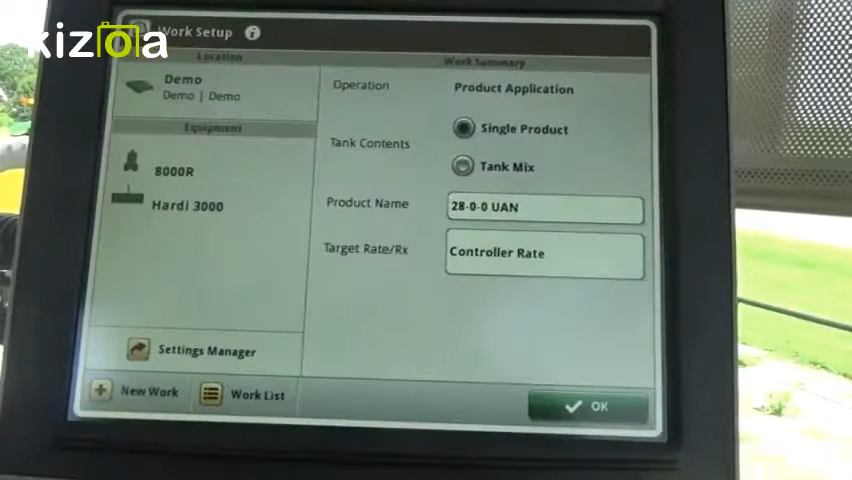 kizoa
Work Setup
Location
Demo
Demo | Demo
Equipment
8000R
Hardi 3000
Settings Manager
New Work
Work List
Work Summary
Operation
Product Application
Tank Contents
Single Product
Tank Mix
Product Name
28-0-0 UAN
Target Rate/Rx
Controller Rate
OK